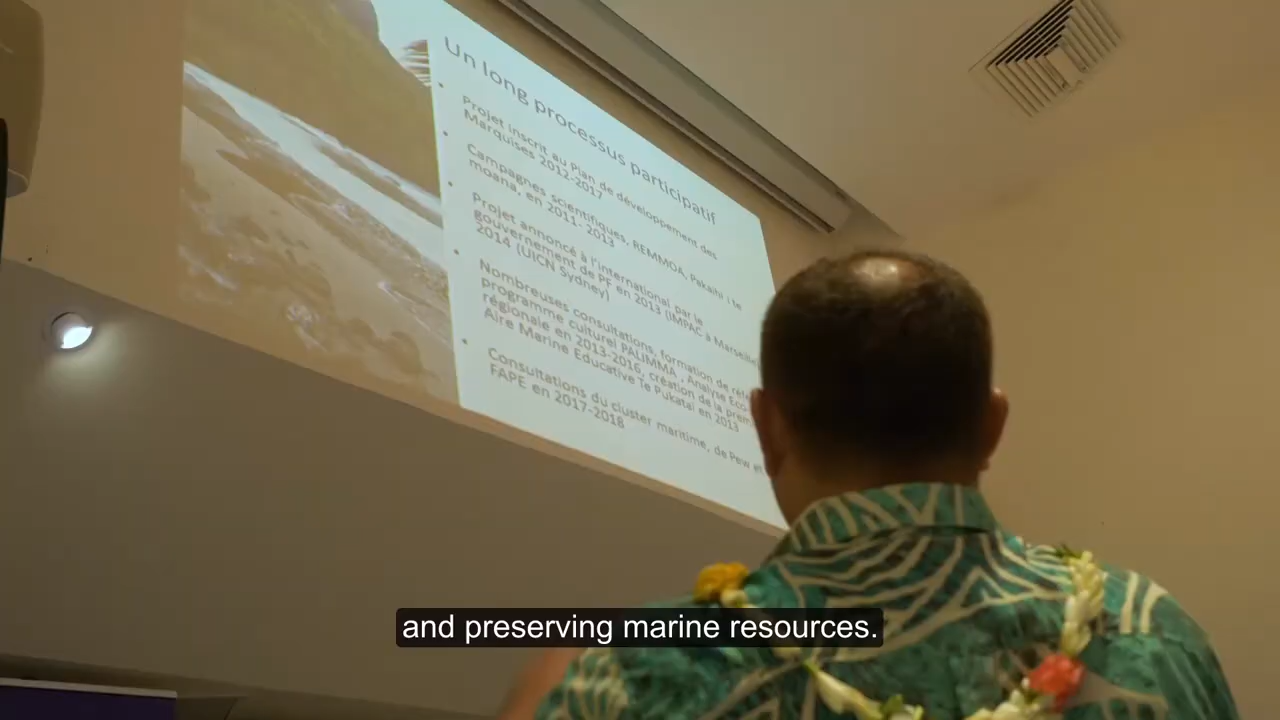 Un long processus participatif
• Projet inscrit au Plan de développement des
Marquises 2012-2017
• Campagnes scientifiques, REMMOA, Pakaihi i te
moana, en 2011- 2013
• Projet annoncé à l'international par le
gouvernement de PF en 2013 (IMPAC à Marseille
2014 (UICN Sydney)
• Nombreuses consultations, formation de
programme culturel PALIMMA , Analyse Eco
régionale en 2013-2016, création de la prem
Aire Marine Educative Te Pukatai en 2013
• Consultations du cluster maritime, de Pew et
FAPE en 2017-2018
and preserving marine resources.